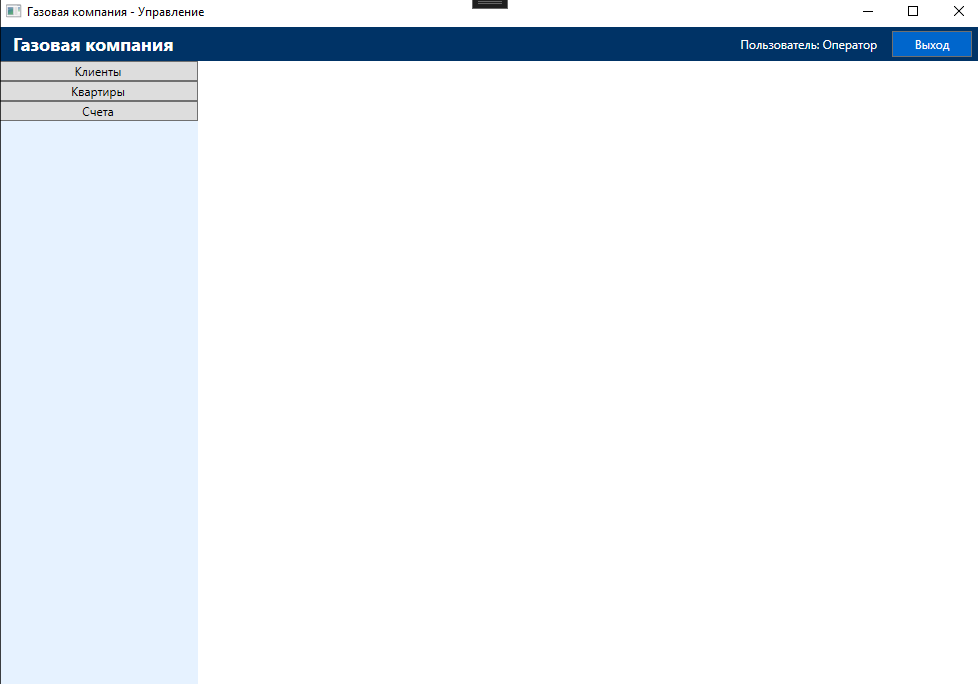 Газовая компания - Управление
Газовая компания
Пользователь: Оператор
Выход
Клиенты
Квартиры
Счета